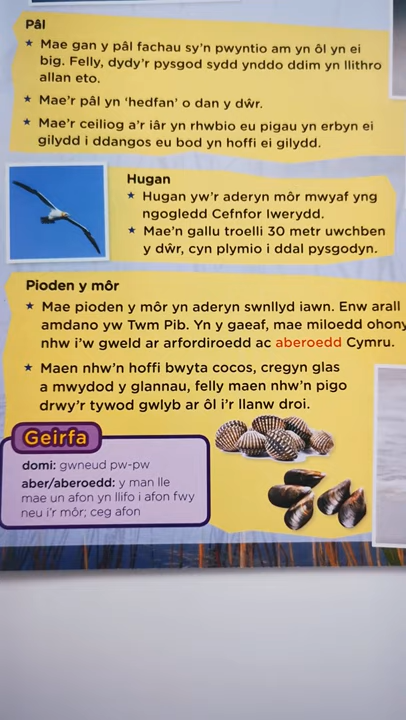 Pâl
★ Mae gan y pâl fachau sy'n pwyntio am yn ôl yn ei
big. Felly, dydy'r pysgod sydd ynddo ddim yn llithro
allan eto.
★ Mae'r pâl yn 'hedfan' o dan y dŵr.
★ Mae'r ceiliog a'r iâr yn rhwbio eu pigau yn erbyn ei
gilydd i ddangos eu bod yn hoffi ei gilydd.
Hugan
★ Hugan yw'r aderyn môr mwyaf yng
ngogledd Cefnfor Iwerydd.
★ Mae'n gallu troelli 30 metr uwchben
y dŵr, cyn plymio i ddal pysgodyn.
Pioden y môr
★ Mae pioden y môr yn aderyn swnllyd iawn. Enw arall
amdano yw Twm Pib. Yn y gaeaf, mae miloedd ohony
nhw i'w gweld ar arfordiroedd ac aberoedd Cymru.
★ Maen nhw'n hoffi bwyta cocos, cregyn glas
a mwydod y glannau, felly maen nhw'n pigo
drwy'r tywod gwlyb ar ôl i'r llanw droi.
Geirfa
domi: gwneud pw-pw
aber/aberoedd: y man lle
mae un afon yn llifo i afon fwy
neu i'r môr; ceg afon